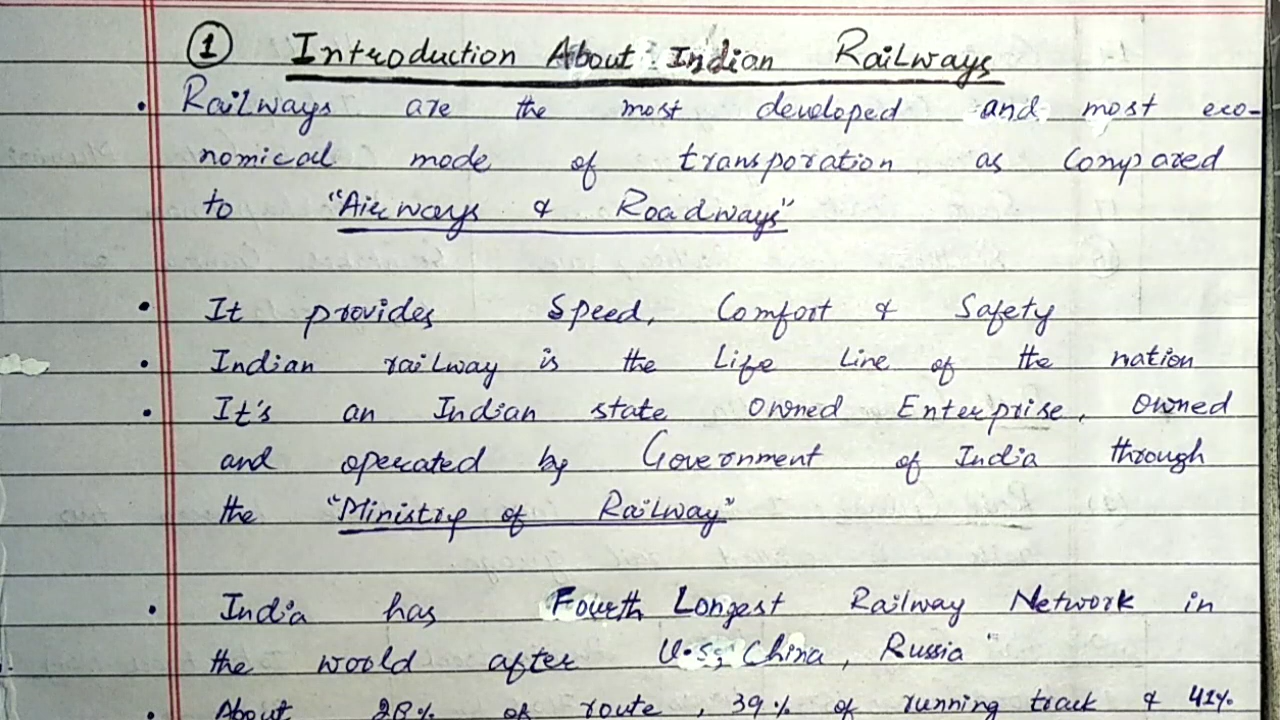 ① Introduction About Indian Railways
• Railways are the most developed and most eco-
nomical mode of transporation as Compared
to "Airways & Roadways"
• It provides Speed, Comfort & Safety
• Indian railway is the Life Line of the nation
• It's an Indian state owned Enterprise, owned
and operated by Government of India through
the "Ministry of Railway"
• India has Fourth Longest Railway Network in
the world after U.S, China, Russia
• About 28% of route, 39% of running track & 41%